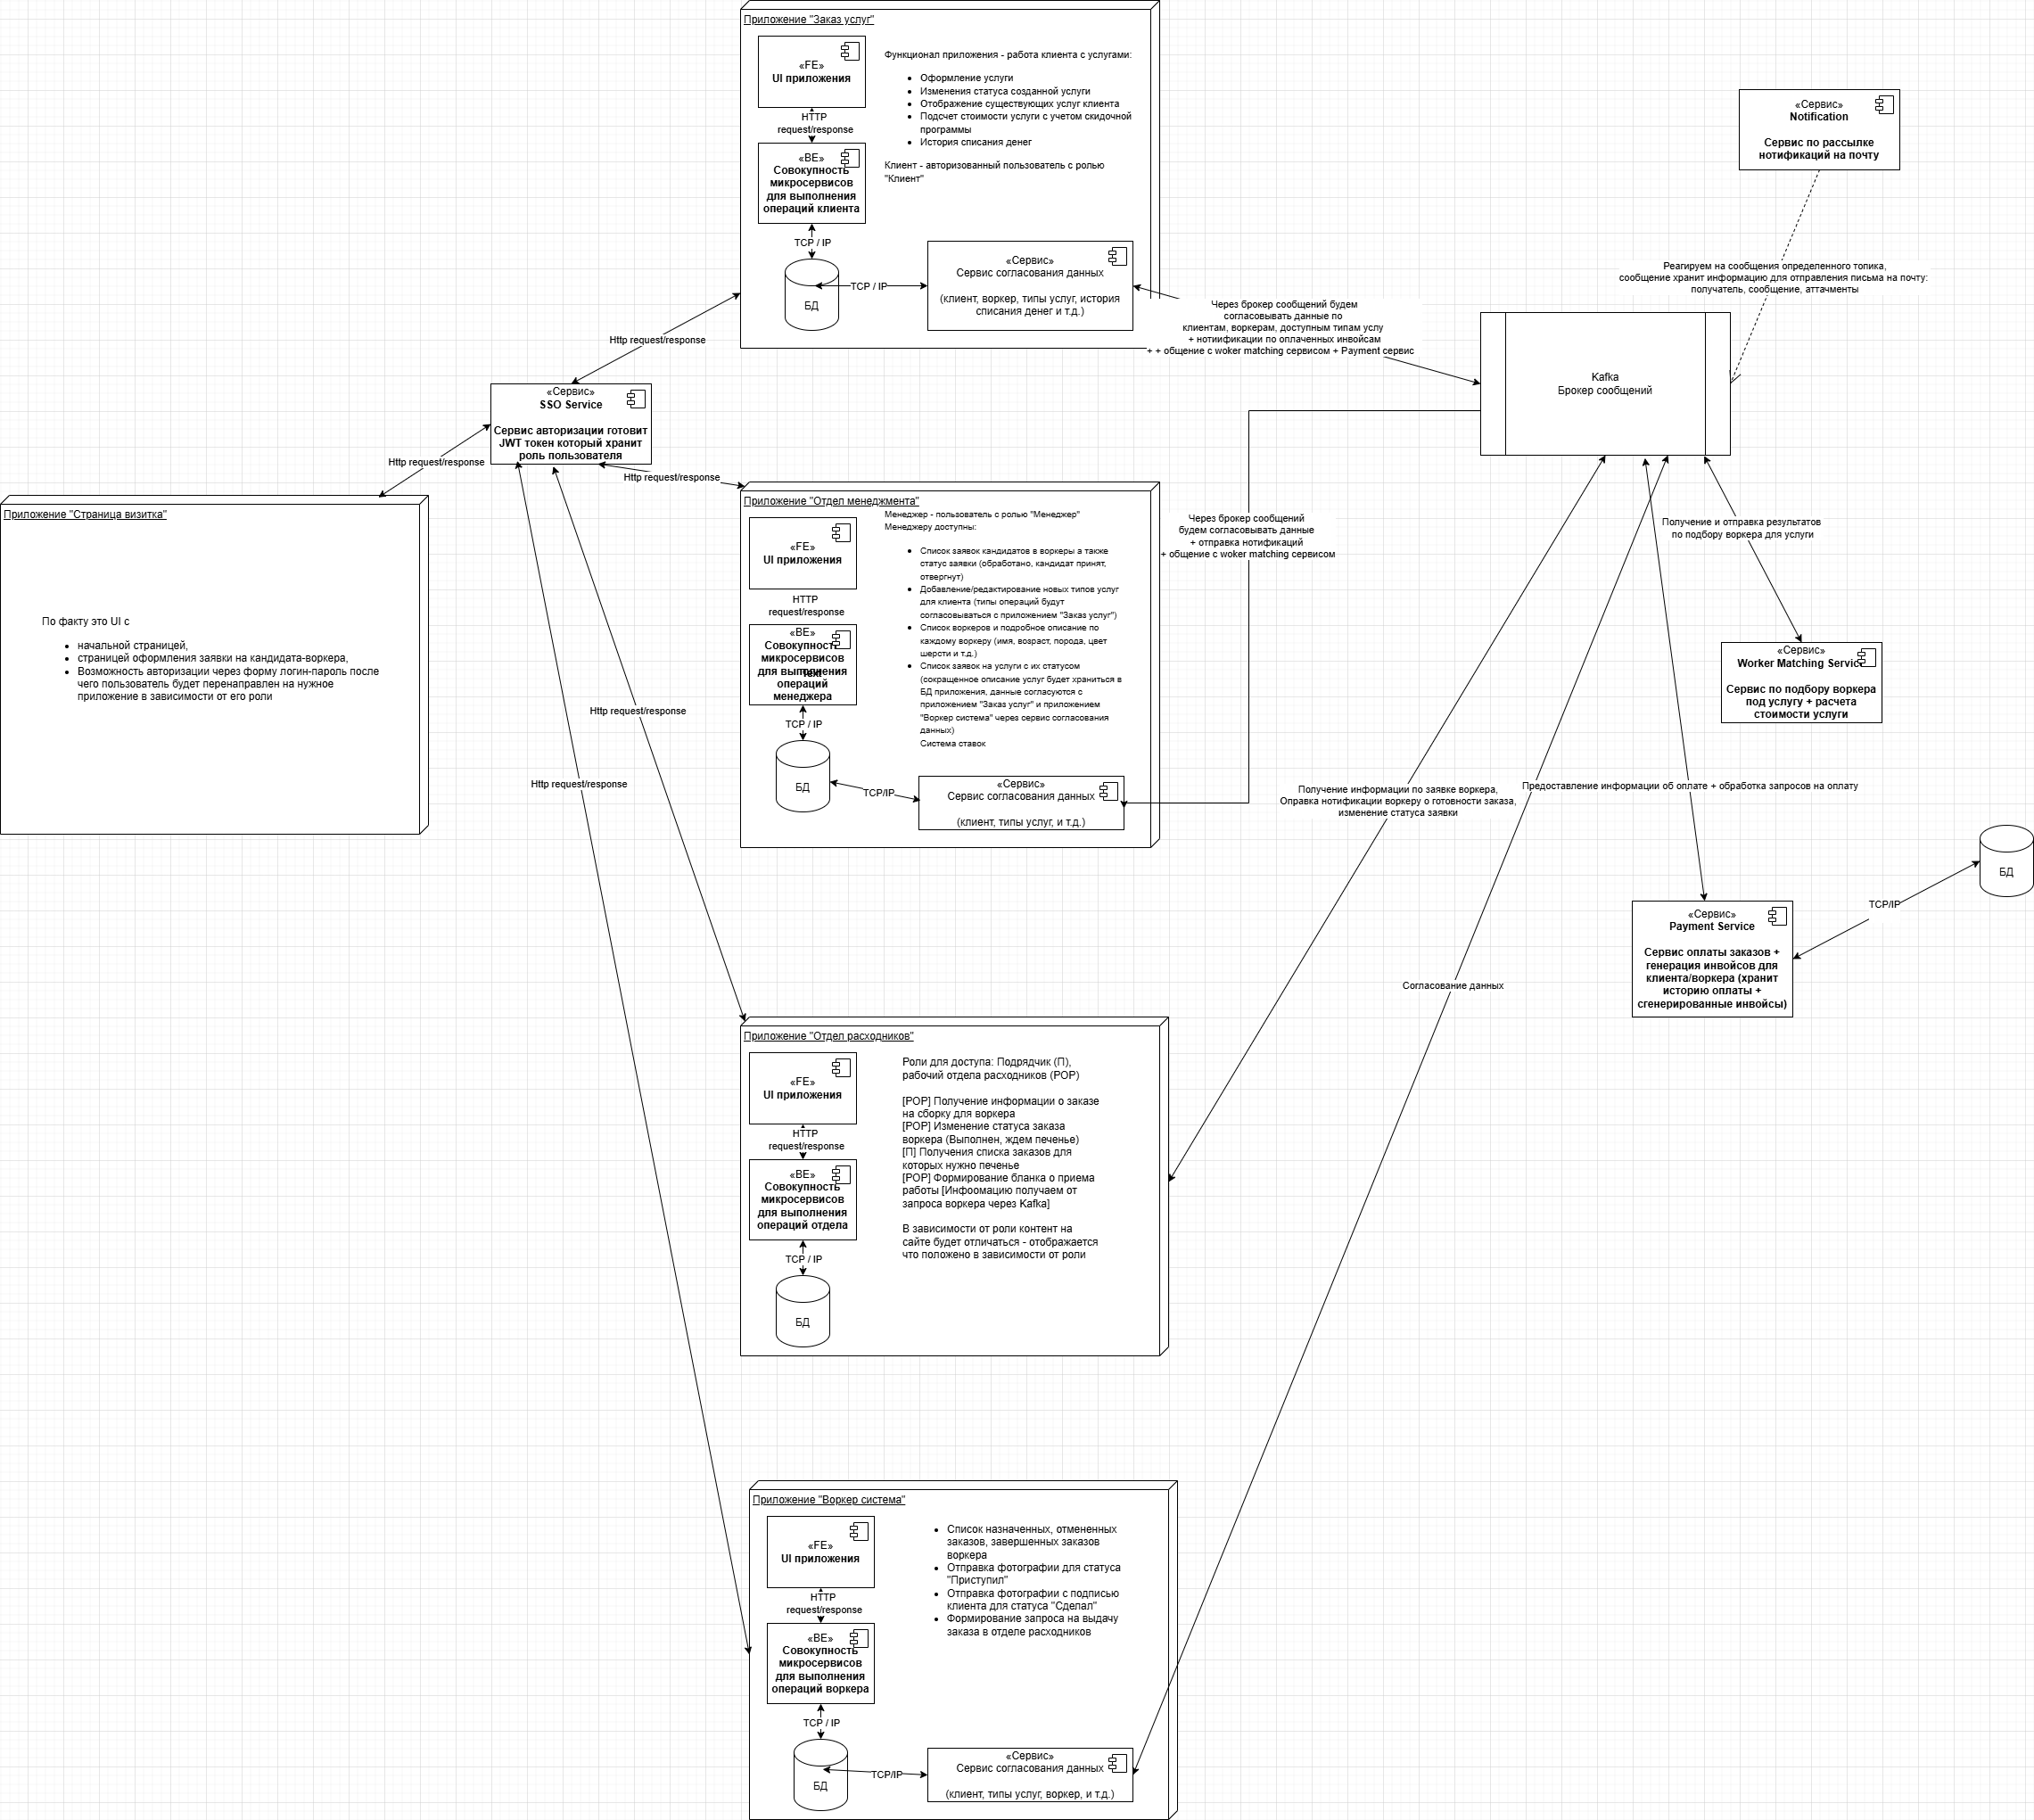 Приложение "Заказ услуг"
«FE»
UI приложения
HTTP
request/response
«BE»
Совокупность
микросервисов
для выполнения
операций клиента
TCP / IP
БД
Функционал приложения - работа клиента с услугами:
Оформление услуги
Изменения статуса созданной услуги
Отображение существующих услуг клиента
Подсчет стоимости услуги с учетом скидочной
программы
История списания денег
Клиент - авторизованный пользователь с ролью
"Клиент"
TCP / IP
«Сервис»
Сервис согласования данных
(клиент, воркер, типы услуг, история
списания денег и т.д.)
«Сервис»
Notification
Сервис по рассылке
нотификаций на почту
Реагируем на сообщения определенного топика,
сообщение хранит информацию для отправления письма на почту:
получатель, сообщение, аттачменты
Через брокер сообщений будем
согласовывать данные по
клиентам, воркерам, доступным типам услу
+ нотиификации по оплаченных инвойсам
+ + общение с woker matching сервисом + Payment сервис
Kafka
Брокер сообщений
Http request/response
«Сервис»
SSO Service
Сервис авторизации готовит
JWT токен который хранит
роль пользователя
Http request/response
Http request/response
Приложение "Страница визитка"
По факту это UI с
начальной страницей,
страницей оформления заявки на кандидата-воркера,
Возможность авторизации через форму логин-пароль после
чего пользователь будет перенаправлен на нужное
приложение в зависимости от его роли
Приложение "Отдел менеджмента"
«FE»
UI приложения
HTTP
request/response
«BE»
Совокупность
микросервисов
для выполнения
Text
операций
менеджера
TCP / IP
БД
Менеджер - пользователь с ролью "Менеджер"
Менеджеру доступны:
Список заявок кандидатов в воркеры а также
статус заявки (обработано, кандидат принят,
отвергнут)
Добавление/редактирование новых типов услуг
для клиента (типы операций будут
согласовываться с приложением "Заказ услуг")
Список воркеров и подробное описание по
каждому воркеру (имя, возраст, порода, цвет
шерсти и т.д.)
Список заявок на услуги с их статусом
(сокращенное описание услуг будет храниться в
БД приложения, данные согласуются с
приложением "Заказ услуг" и приложением
"Воркер система" через сервис согласования
данных)
Система ставок
TCP/IP
«Сервис»
Сервис согласования данных
(клиент, типы услуг, и т.д.)
Через брокер сообщений
будем согласовывать данные
+ отправка нотификаций
+ общение с woker matching сервисом
Получение и отправка результатов
по подбору воркера для услуги
«Сервис»
Worker Matching Service
Сервис по подбору воркера
под услугу + расчета
стоимости услуги
Http request/response
Http request/response
Получение информации по заявке воркера,
Оправка нотификации воркеру о готовности заказа,
изменение статуса заявки
Предоставление информации об оплате + обработка запросов на оплату
БД
TCP/IP
«Сервис»
Payment Service
Сервис оплаты заказов +
генерация инвойсов для
клиента/воркера (хранит
историю оплаты +
сгенерированные инвойсы)
Согласование данных
Приложение "Отдел расходников"
«FE»
UI приложения
HTTP
request/response
«BE»
Совокупность
микросервисов
для выполнения
операций отдела
TCP / IP
БД
Роли для доступа: Подрядчик (П),
рабочий отдела расходников (РОР)
[РОР] Получение информации о заказе
на сборку для воркера
[РОР] Изменение статуса заказа
воркера (Выполнен, ждем печенье)
[П] Получения списка заказов для
которых нужно печенье
[РОР] Формирование бланка о приема
работы [Инфоомацию получаем от
запроса воркера через Kafka]
В зависимости от роли контент на
сайте будет отличаться - отображается
что положено в зависимости от роли
Приложение "Воркер система"
«FE»
UI приложения
HTTP
request/response
«BE»
Совокупность
микросервисов
для выполнения
операций воркера
TCP / IP
БД
Список назначенных, отмененных
заказов, завершенных заказов
воркера
Отправка фотографии для статуса
"Приступил"
Отправка фотографии с подписью
клиента для статуса "Сделал"
Формирование запроса на выдачу
заказа в отделе расходников
TCP/IP
«Сервис»
Сервис согласования данных
(клиент, типы услуг, воркер, и т.д.)